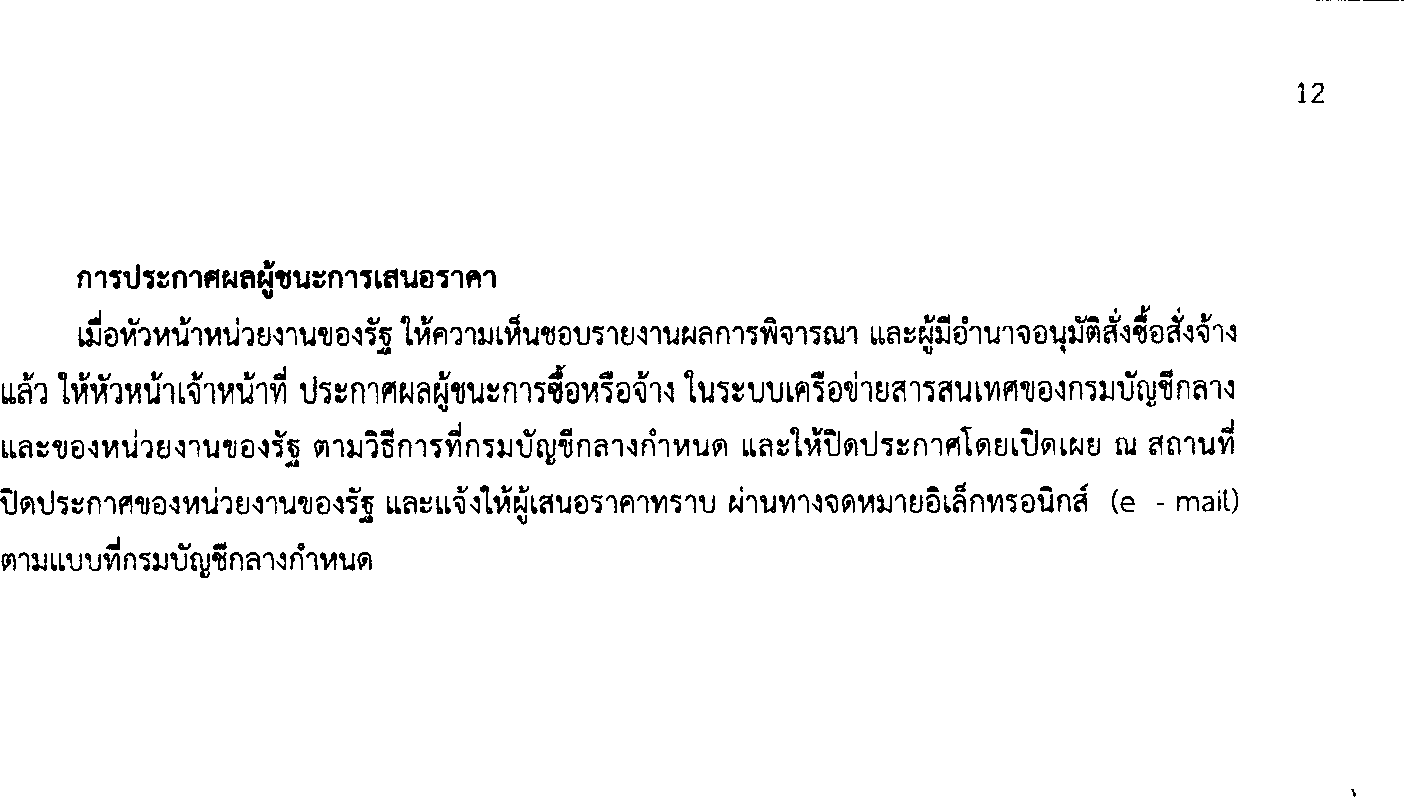 12
การประกาศผลผู้ชนะการเสนอราคา
เมื่อหัวหน้าหน่วยงานของรัฐ ให้ความเห็นชอบรายงานผลการพิจารณา และผู้มีอำนาจอนุมัติสั่งซื้อสั่งจ้าง
แล้ว ให้หัวหน้าเจ้าหน้าที่ ประกาศผลผู้ชนะการซื้อหรือจ้าง ในระบบเครือข่ายสารสนเทศของกรมบัญชีกลาง
และของหน่วยงานของรัฐ ตามวิธีการที่กรมบัญชีกลางกำหนด และให้ปิดประกาศโดยเปิดเผย ณ สถานที่
ปิดประกาศของหน่วยงานของรัฐ และแจ้งให้ผู้เสนอราคาทราบ ผ่านทางจดหมายอิเล็กทรอนิกส์ (e - mail)
ตามแบบที่กรมบัญชีกลางกำหนด